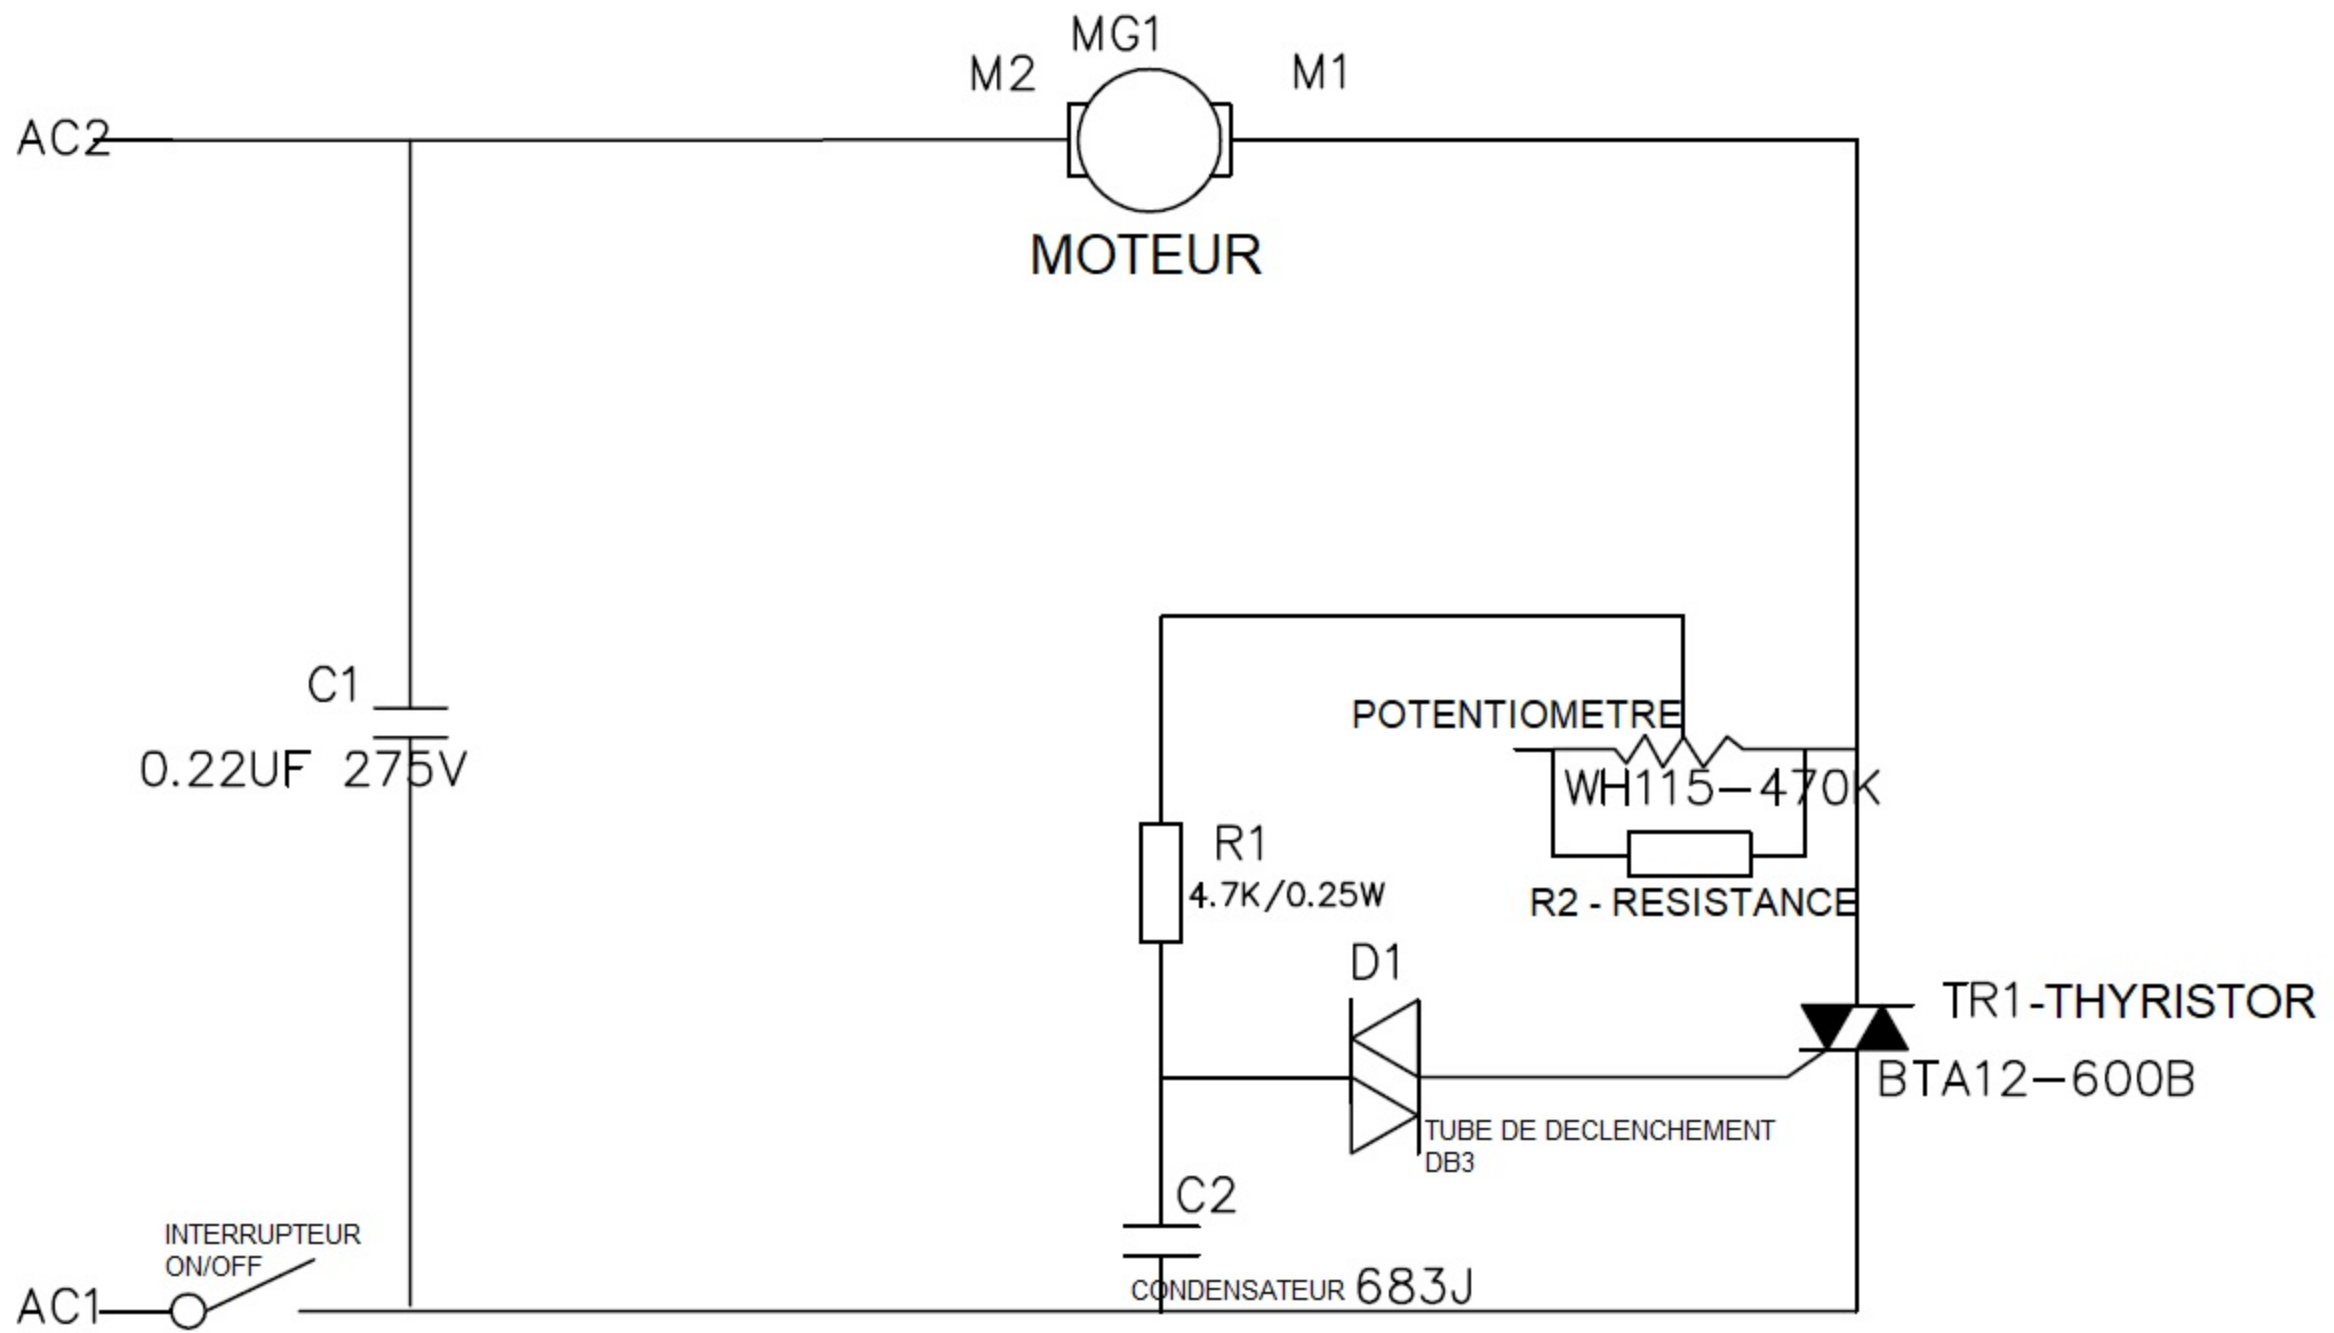 MG1
M2
M1
AC2
MOTEUR
C1
0.22UF 275V
POTENTIOMETRE
WH115-470K
R1
4.7K/0.25W
R2 - RESISTANCE
D1
TR1-THYRISTOR
BTA12-600B
TUBE DE DECLENCHEMENT
DB3
C2
CONDENSATEUR 683J
INTERRUPTEUR
ON/OFF
AC1